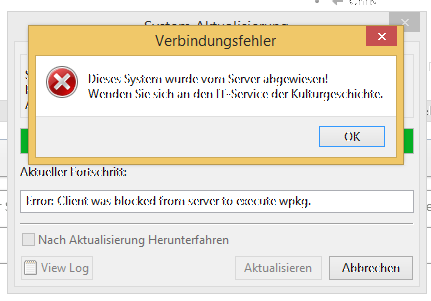 System-Aktualisierung
Verbindungsfehler
Dieses System wurde vom Server abgewiesen!
Wenden Sie sich an den IT-Service der Kulturgeschichte.
OK
Aktueller Fortschritt:
Error: Client was blocked from server to execute wpkg.
Nach Aktualisierung Herunterfahren
View Log
Aktualisieren
Abbrechen